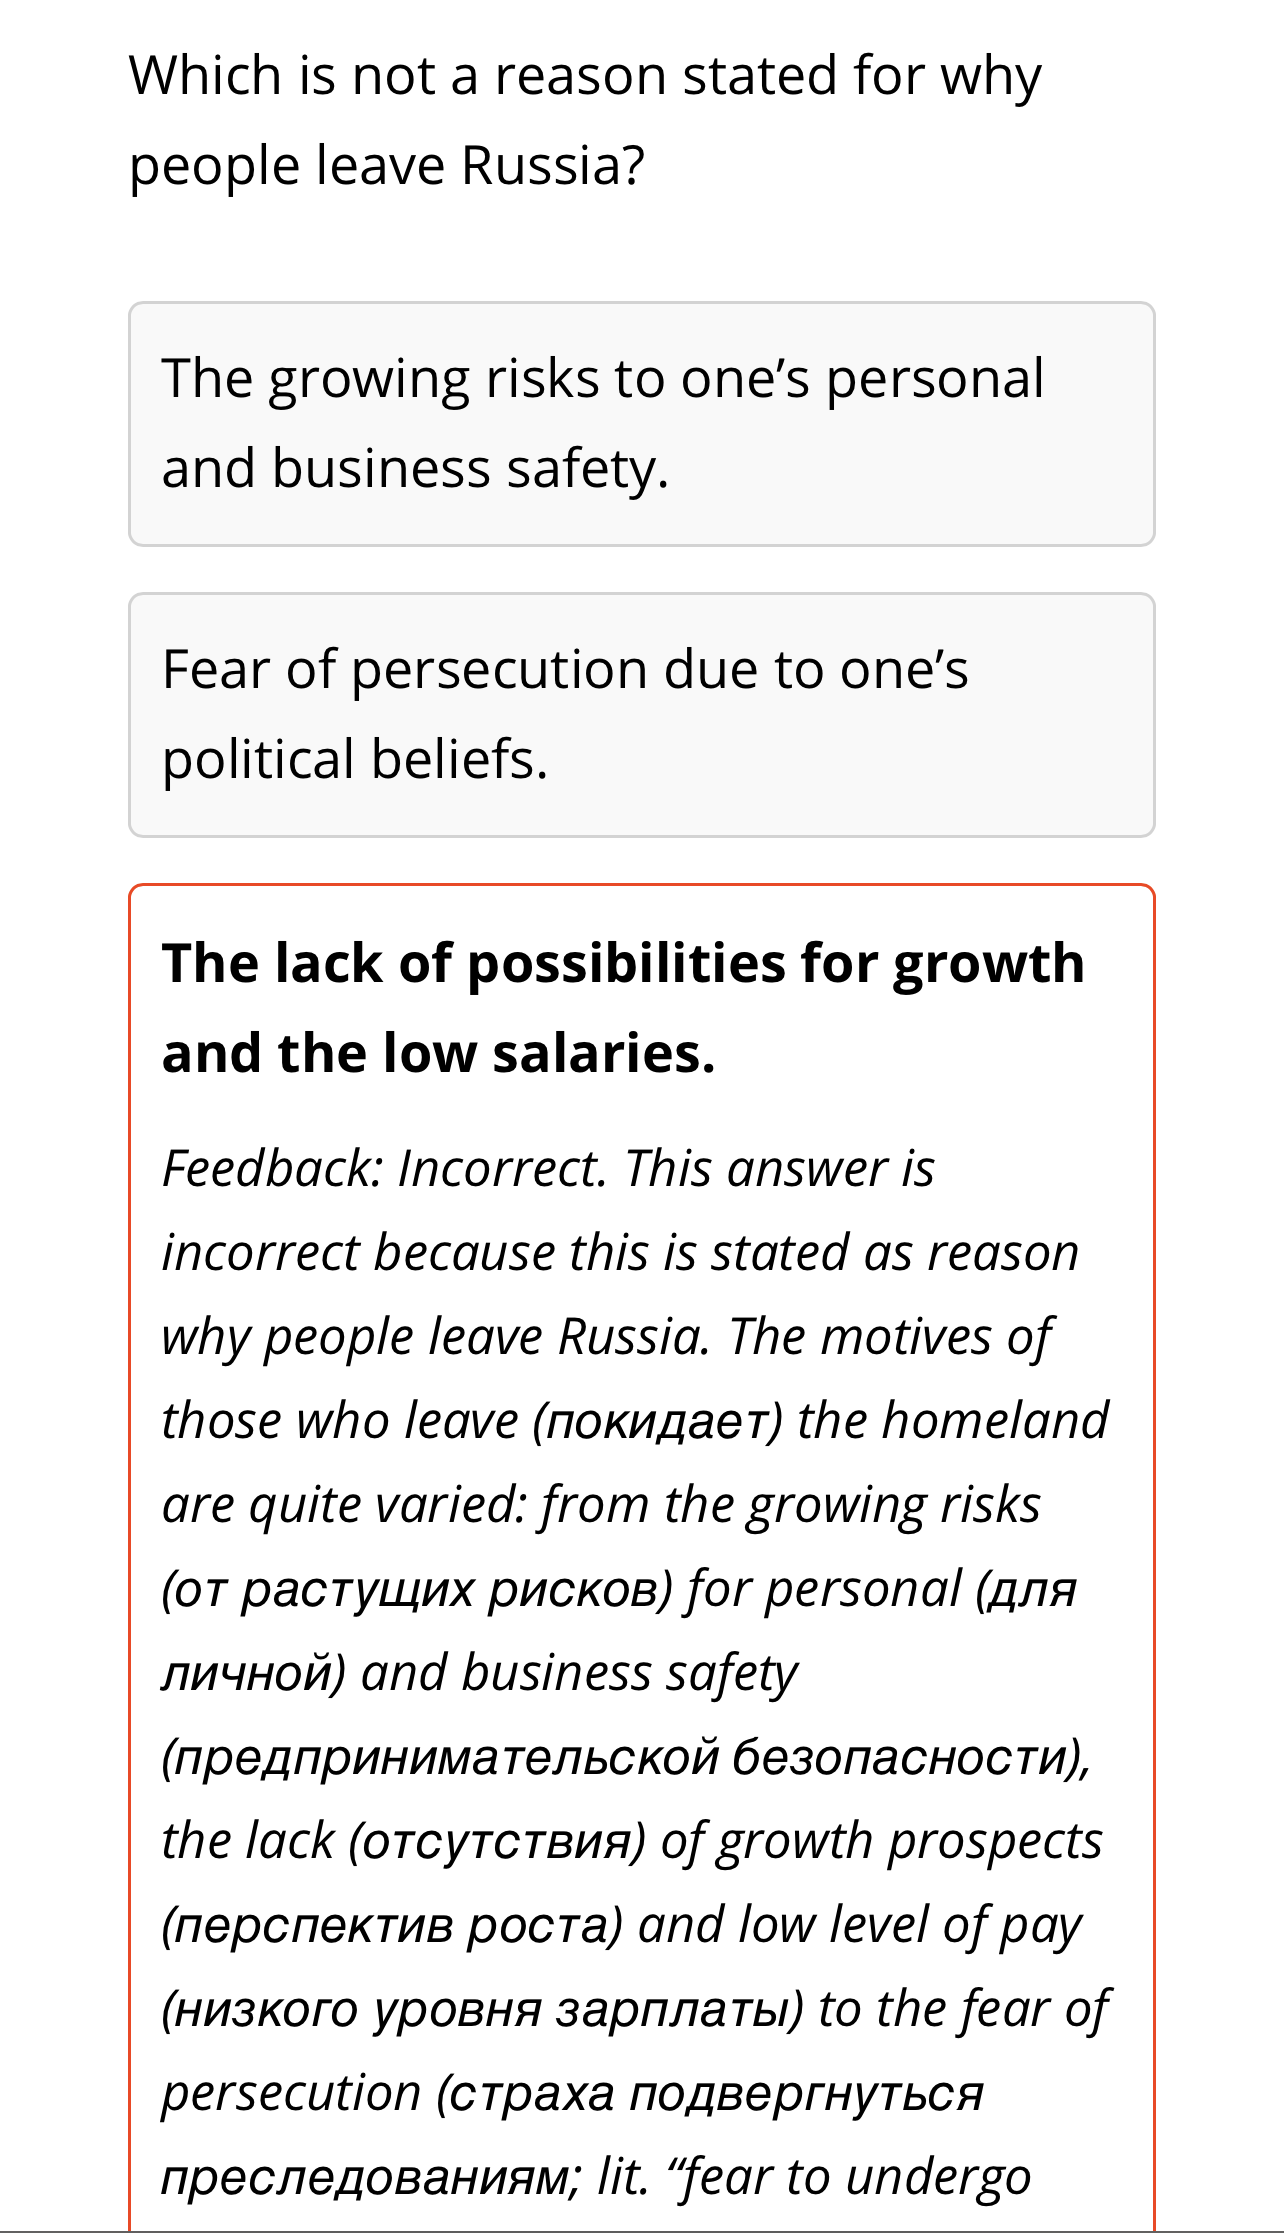 Which is not a reason stated for why
people leave Russia?
The growing risks to one’s personal
and business safety.
Fear of persecution due to one’s
political beliefs.
The lack of possibilities for growth
and the low salaries.
Feedback: Incorrect. This answer is
incorrect because this is stated as reason
why people leave Russia. The motives of
those who leave (покидает) the homeland
are quite varied: from the growing risks
(от растущих рисков) for personal (для
личной) and business safety
(предпринимательской безопасности),
the lack (отсутствия) of growth prospects
(перспектив роста) and low level of pay
(низкого уровня зарплаты) to the fear of
persecution (страха подвергнуться
преследованиям; lit. “fear to undergo